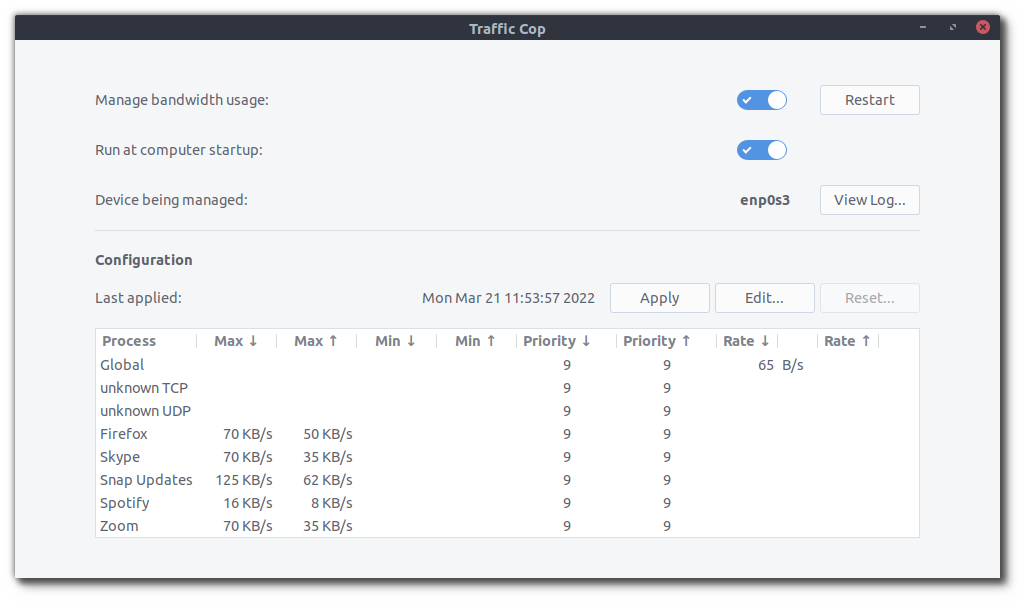 Traffic Cop
Manage bandwidth usage: Restart
Run at computer startup:
Device being managed: enp0s3 View Log...
Configuration
Last applied: Mon Mar 21 11:53:57 2022 Apply Edit... Reset...
Process Max ↓ Max ↑ Min ↓ Min ↑ Priority ↓ Priority ↑ Rate ↓ Rate ↑
Global 9 9 65 B/s
unknown TCP 9 9
unknown UDP 9 9
Firefox 70 KB/s 50 KB/s 9 9
Skype 70 KB/s 35 KB/s 9 9
Snap Updates 125 KB/s 62 KB/s 9 9
Spotify 16 KB/s 8 KB/s 9 9
Zoom 70 KB/s 35 KB/s 9 9